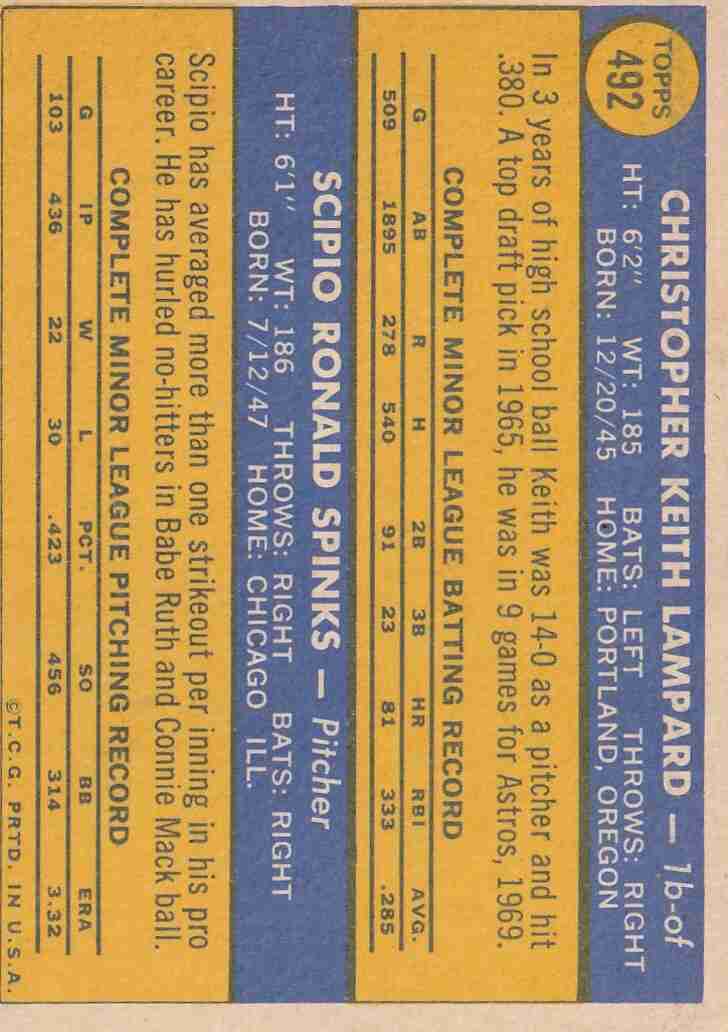 TOPPS
492
CHRISTOPHER KEITH LAMPARD — 1b-of
HT: 6'2" WT: 185 BATS: LEFT THROWS: RIGHT
BORN: 12/20/45 HOME: PORTLAND, OREGON
In 3 years of high school ball Keith was 14-0 as a pitcher and hit
.380. A top draft pick in 1965, he was in 9 games for Astros, 1969.
COMPLETE MINOR LEAGUE BATTING RECORD
G AB R H 2B 3B HR RBI AVG.
509 1895 278 540 91 23 81 333 .285
SCIPIO RONALD SPINKS — Pitcher
HT: 6'1" WT: 186 THROWS: RIGHT BATS: RIGHT
BORN: 7/12/47 HOME: CHICAGO ILL.
Scipio has averaged more than one strikeout per inning in his pro
career. He has hurled no-hitters in Babe Ruth and Connie Mack ball.
COMPLETE MINOR LEAGUE PITCHING RECORD
G IP W L PCT. SO BB ERA
103 436 22 30 .423 456 314 3.32
©T.C.G. PRTD. IN U.S.A.